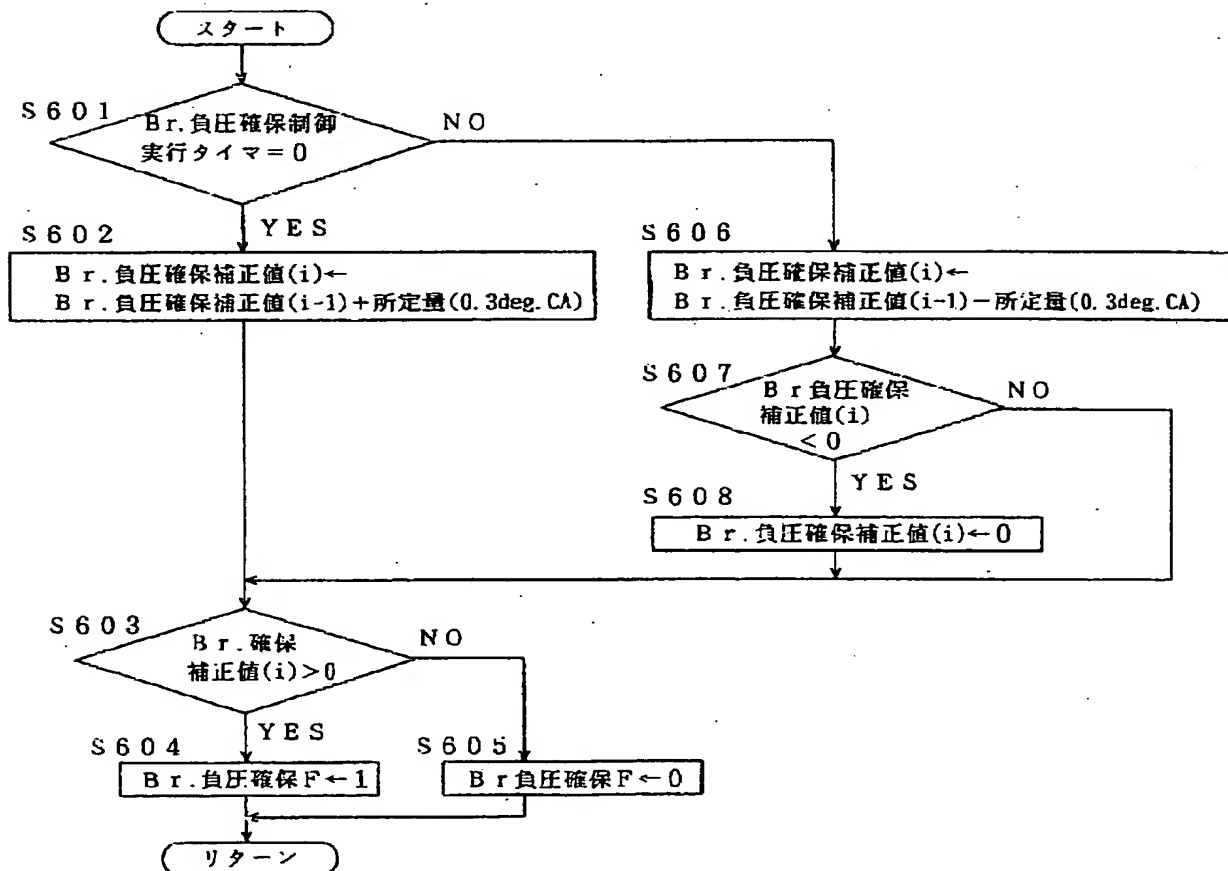 スタート
S601
Br.負圧確保制御
実行タイマ=0
NO
YES
S602
Br.負圧確保補正値(i)←
Br.負圧確保補正値(i-1)+所定量(0.3deg.CA)
S606
Br.負圧確保補正値(i)←
Br.負圧確保補正値(i-1)-所定量(0.3deg.CA)
S607
Br負圧確保
補正値(i)
<0
NO
YES
S608
Br.負圧確保補正値(i)←0
S603
Br.確保
補正値(i)>0
NO
YES
S604
Br.負圧確保F←1
S605
Br負圧確保F←0
リターン